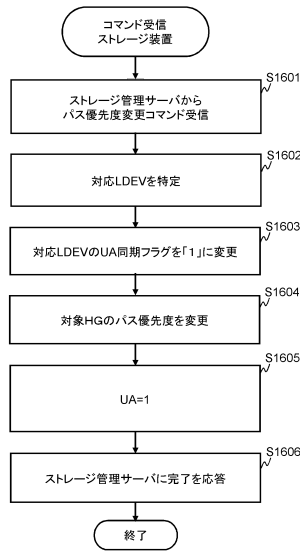 コマンド受信
ストレージ装置
S1601
ストレージ管理サーバから
パス優先度変更コマンド受信
S1602
対応LDEVを特定
S1603
対応LDEVのUA同期フラグを「1」に変更
S1604
対象HGのパス優先度を変更
S1605
UA=1
S1606
ストレージ管理サーバに完了を応答
終了